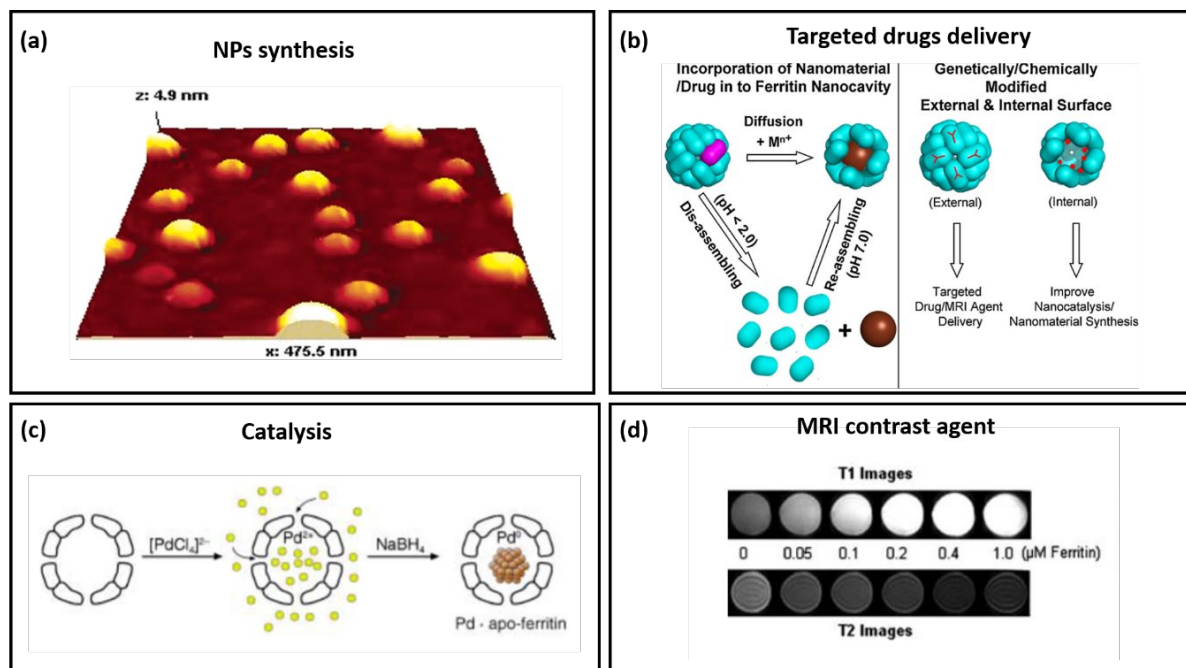 (a)
NPs synthesis
z: 4.9 nm
x: 475.5 nm
(b)
Targeted drugs delivery
Incorporation of Nanomaterial
/Drug in to Ferritin Nanocavity
Diffusion
+ Mⁿ⁺
(pH < 2.0)
Dis-assembling
Re-assembling
(pH 7.0)
+
Genetically/Chemically
Modified
External & Internal Surface
(External)
(Internal)
Targeted
Drug/MRI Agent
Delivery
Improve
Nanocatalysis/
Nanomaterial Synthesis
(c)
Catalysis
[PdCl₄]²⁻
Pd²⁺
NaBH₄
Pd⁰
Pd - apo-ferritin
(d)
MRI contrast agent
T1 Images
0 0.05 0.1 0.2 0.4 1.0 (µM Ferritin)
T2 Images